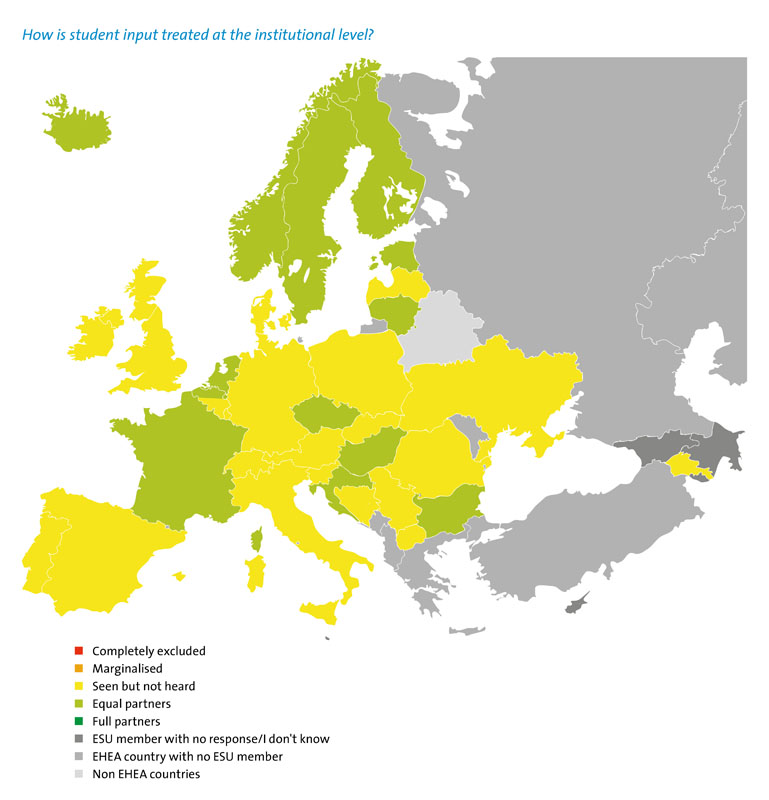 How is student input treated at the institutional level?
Completely excluded
Marginalised
Seen but not heard
Equal partners
Full partners
ESU member with no response/I don't know
EHEA country with no ESU member
Non EHEA countries